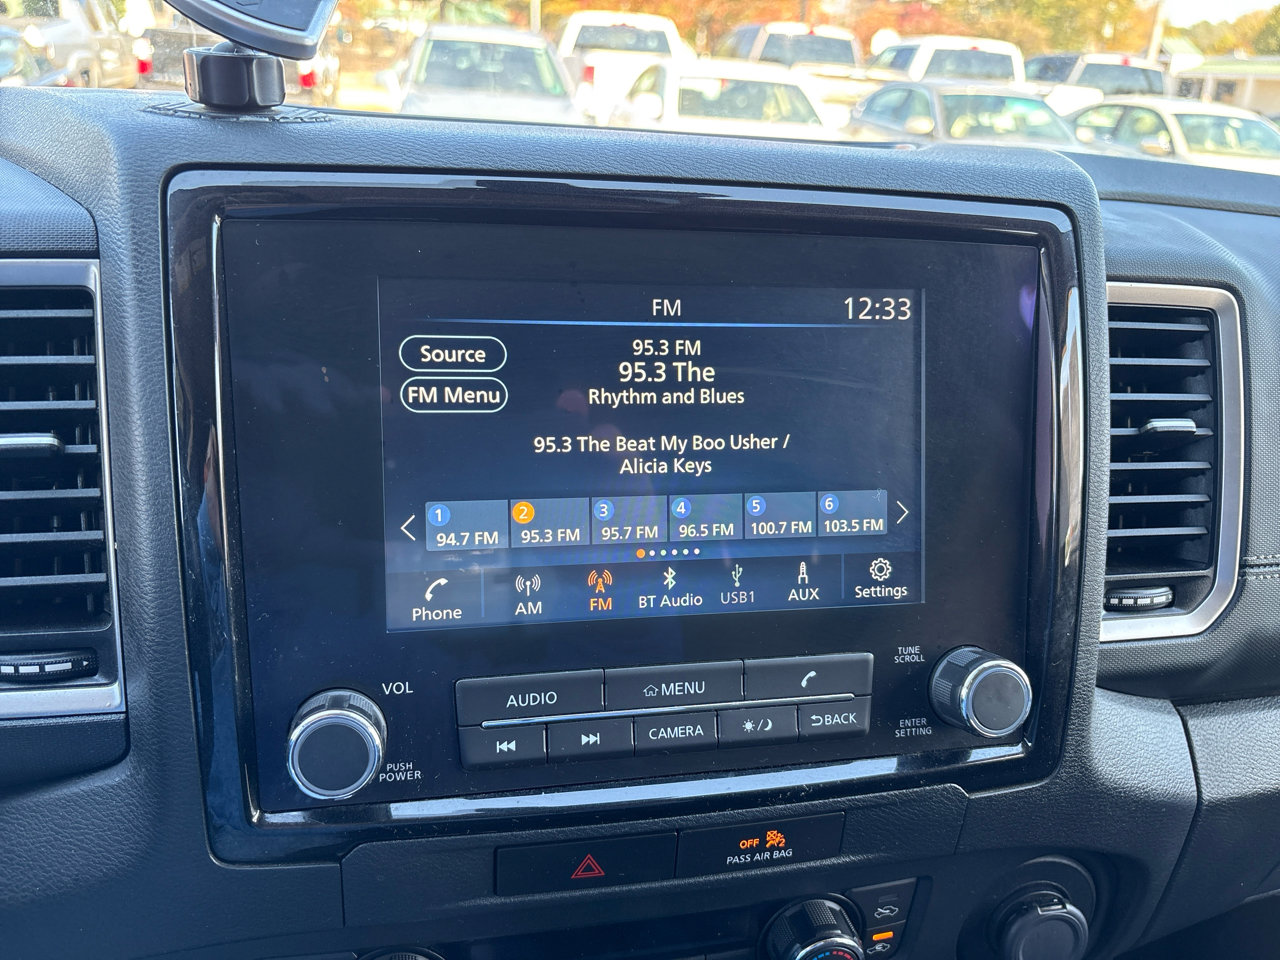 FM
12:33
Source
FM Menu
95.3 FM
95.3 The
Rhythm and Blues
95.3 The Beat My Boo Usher /
Alicia Keys
1 94.7 FM
2 95.3 FM
3 95.7 FM
4 96.5 FM
5 100.7 FM
6 103.5 FM
Phone
AM
FM
BT Audio
USB1
AUX
Settings
VOL
PUSH
POWER
AUDIO
MENU
CAMERA
BACK
TUNE
SCROLL
ENTER
SETTING
OFF 2
PASS AIR BAG